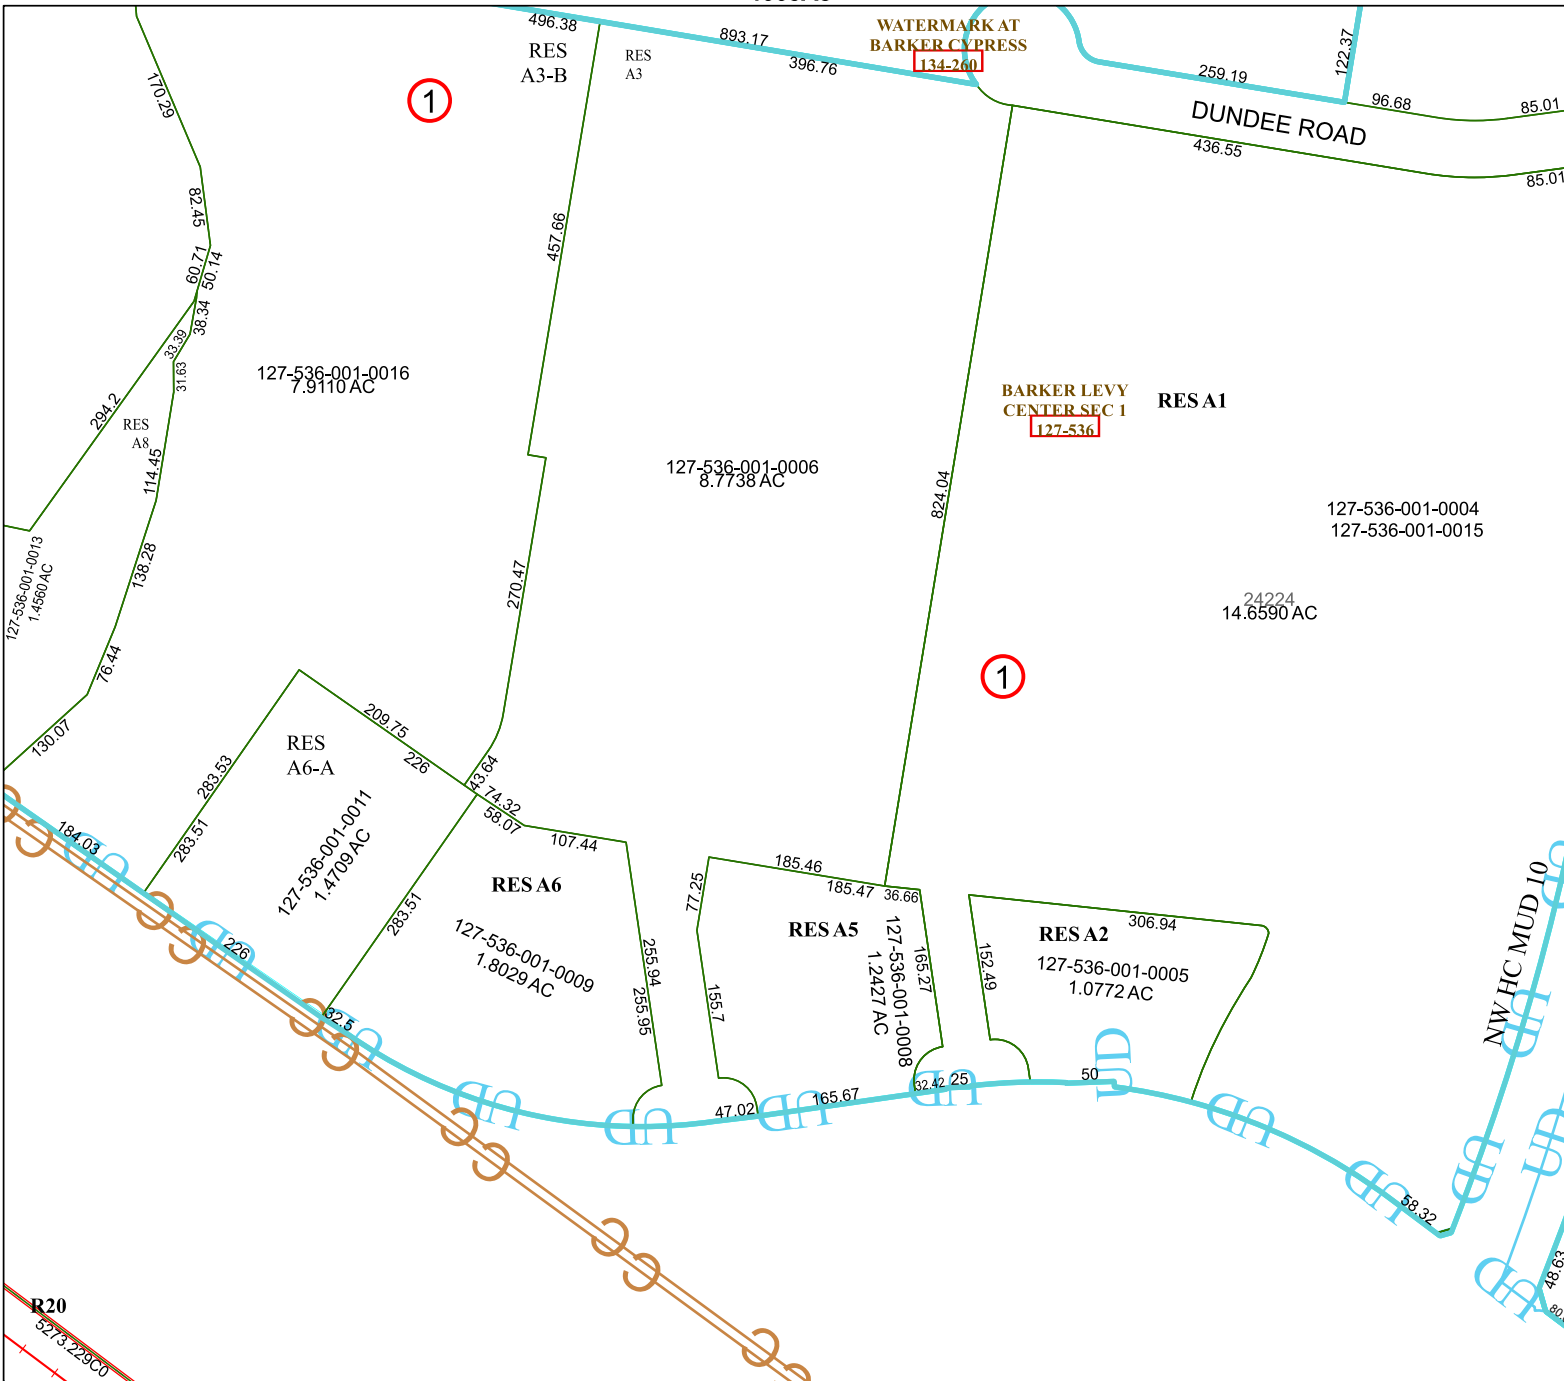 496.38
893.17
396.76
WATERMARK AT
BARKER CYPRESS
134-260
259.19
122.37
96.68
85.01
DUNDEE ROAD
436.55
85.01
RES
A3-B
RES
A3
1
170.29
82.45
60.71
50.14
38.34
33.39
31.63
457.66
127-536-001-0016
7.9110 AC
294.2
RES
A8
114.45
BARKER LEVY
CENTER SEC 1
127-536
RES A1
127-536-001-0006
8.7738 AC
824.04
127-536-001-0004
127-536-001-0015
24224
14.6590 AC
127-536-001-0013
1.4560 AC
138.28
270.47
76.44
130.07
1
209.75
226
RES
A6-A
283.53
283.51
127-536-001-0011
1.4709 AC
43.64
74.32
58.07
107.44
184.03
226
283.51
32.5
RES A6
127-536-001-0009
1.8029 AC
255.94
255.95
185.46
185.47
36.66
77.25
155.7
RES A5
127-536-001-0008
1.2427 AC
165.27
152.49
306.94
RES A2
127-536-001-0005
1.0772 AC
NW HC MUD 10
47.02
165.67
32.42
25
50
UD
UD
58.32
48.63
R20
5273.229C0